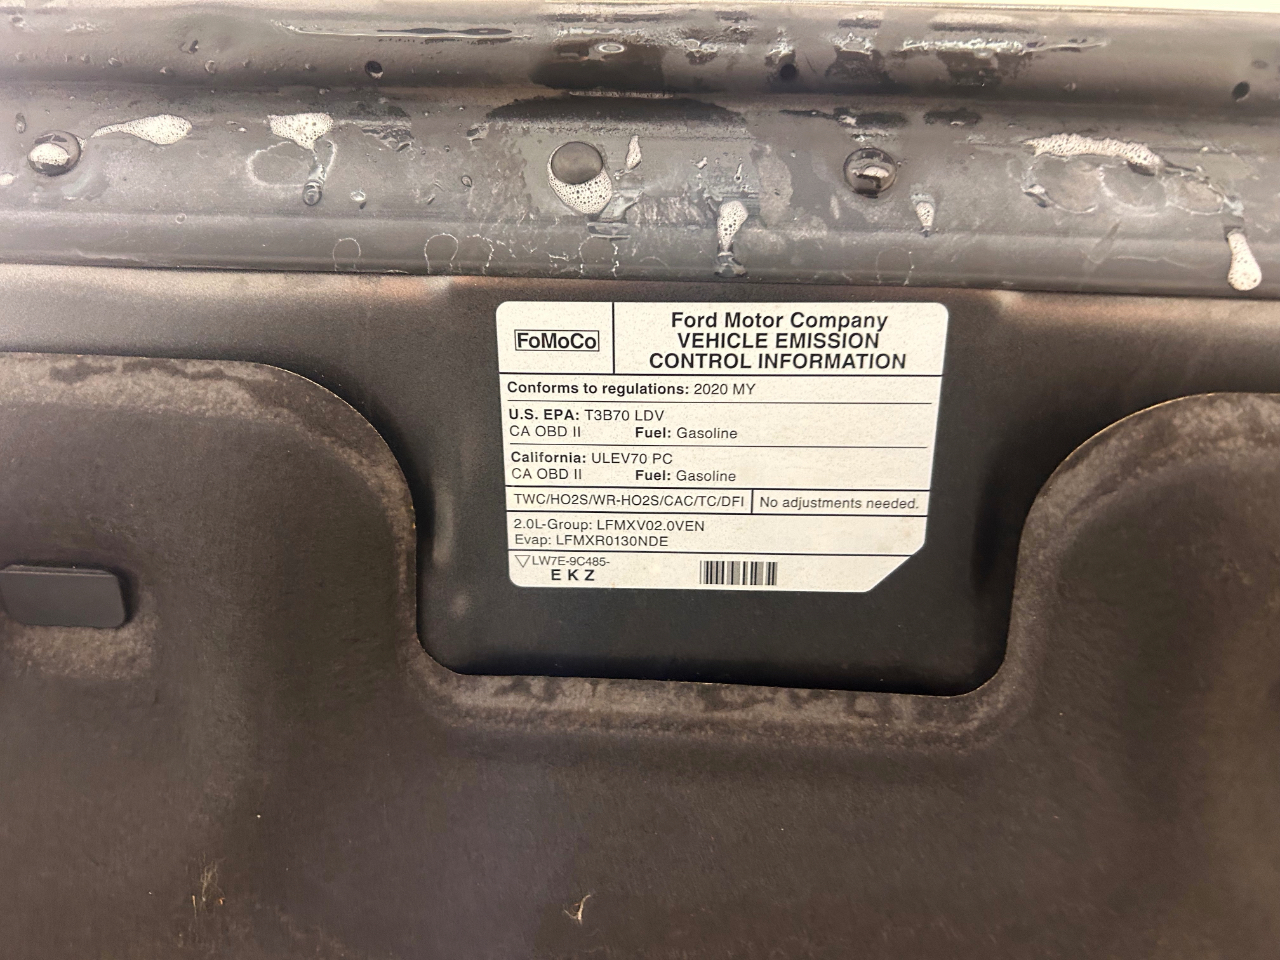 FoMoCo
Ford Motor Company
VEHICLE EMISSION
CONTROL INFORMATION
Conforms to regulations: 2020 MY
U.S. EPA: T3B70 LDV
CA OBD II Fuel: Gasoline
California: ULEV70 PC
CA OBD II Fuel: Gasoline
TWC/HO2S/WR-HO2S/CAC/TC/DFI No adjustments needed.
2.0L-Group: LFMXV02.0VEN
Evap: LFMXR0130NDE
LW7E-9C485-
EKZ